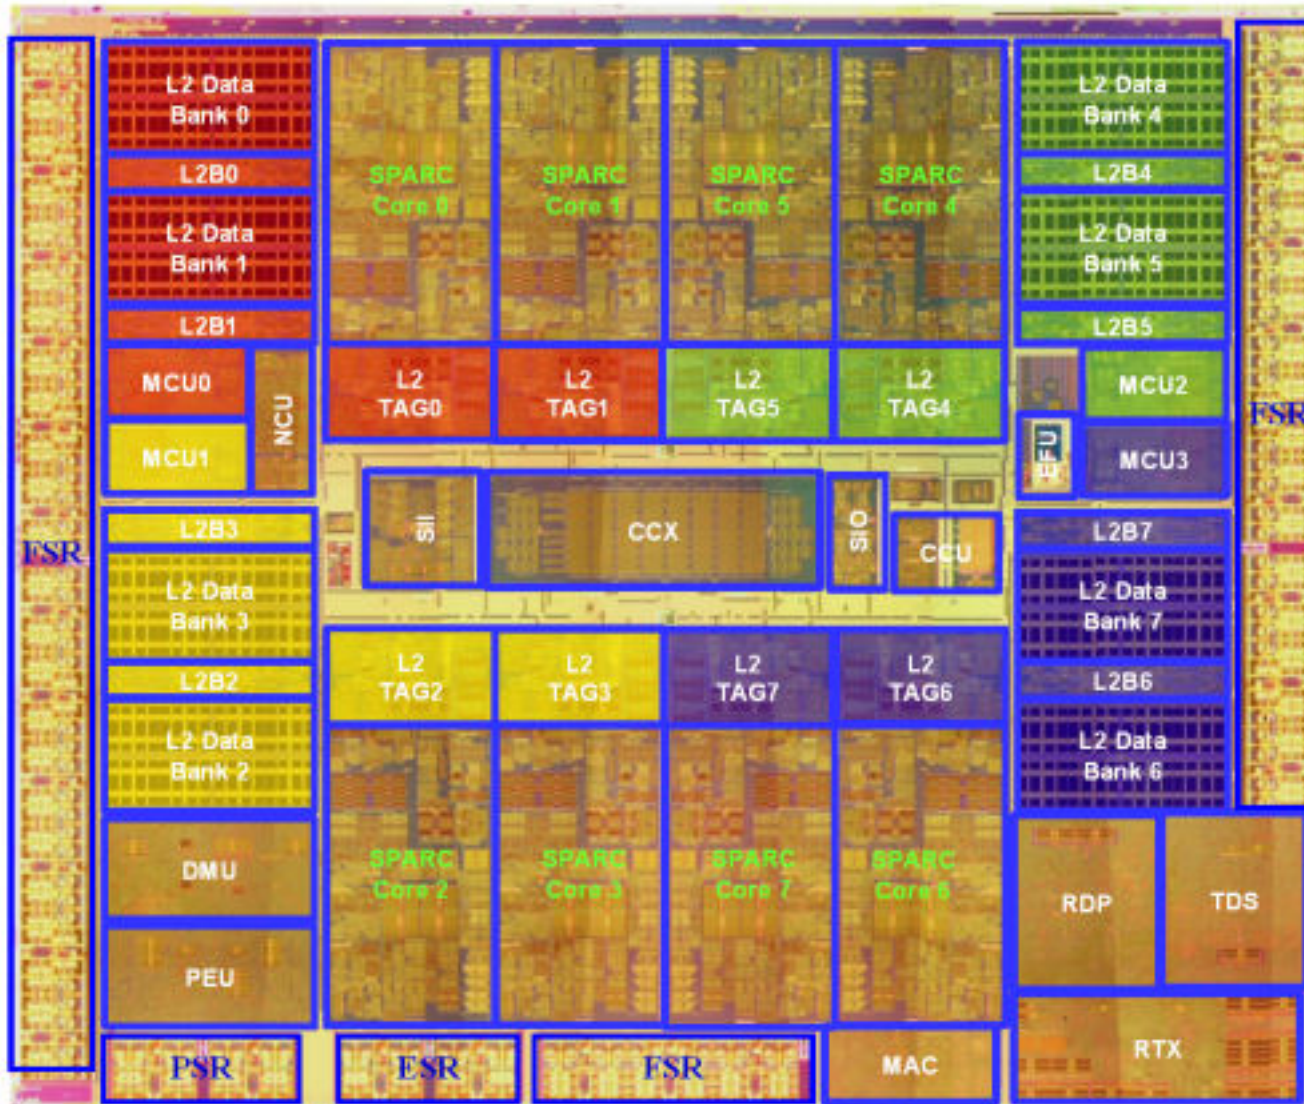 L2 Data
Bank 0
L2B0
L2 Data
Bank 1
L2B1
MCU0
MCU1
NCU
SPARC
Core 0
SPARC
Core 1
SPARC
Core 5
SPARC
Core 4
L2
TAG0
L2
TAG1
L2
TAG5
L2
TAG4
L2 Data
Bank 4
L2B4
L2 Data
Bank 5
L2B5
MCU2
MCU3
EFU
FSR
FSR
SII
CCX
SIO
CCU
L2B3
L2 Data
Bank 3
L2B2
L2 Data
Bank 2
DMU
PEU
L2
TAG2
L2
TAG3
L2
TAG7
L2
TAG6
SPARC
Core 2
SPARC
Core 3
SPARC
Core 7
SPARC
Core 6
L2B7
L2 Data
Bank 7
L2B6
L2 Data
Bank 6
RDP
TDS
RTX
PSR
ESR
FSR
MAC